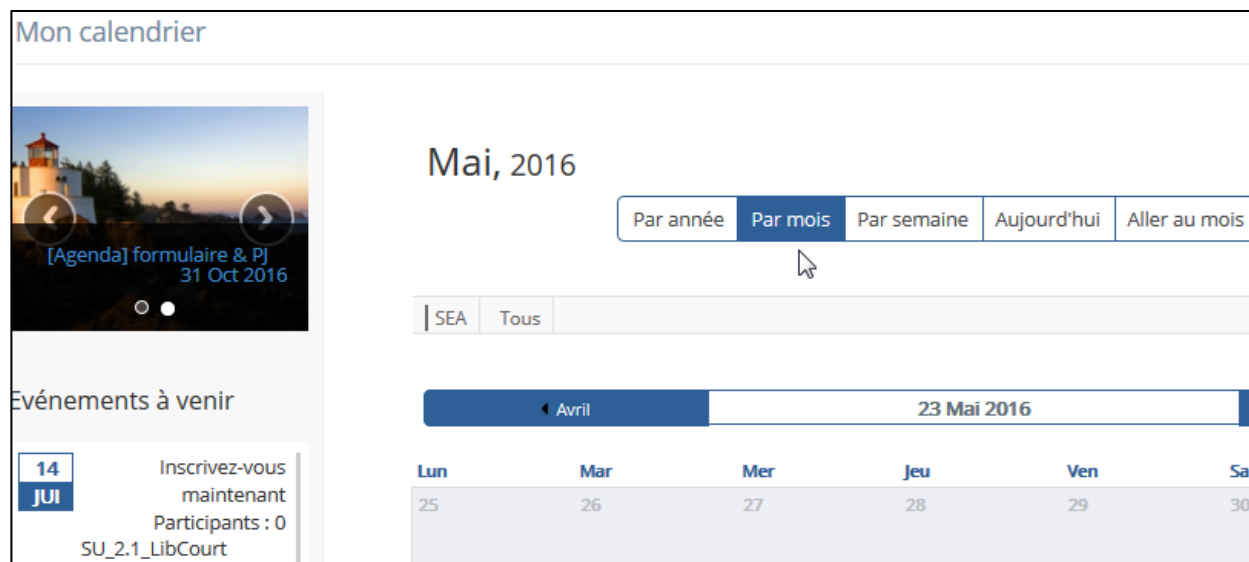 Mon calendrier
[Agenda] formulaire & PJ
31 Oct 2016
Evénements à venir
14
JUI
Inscrivez-vous
maintenant
Participants : 0
SU_2.1_LibCourt
Mai, 2016
Par année Par mois Par semaine Aujourd'hui Aller au mois
SEA Tous
Avril 23 Mai 2016
Lun Mar Mer Jeu Ven Sa
25 26 27 28 29 30